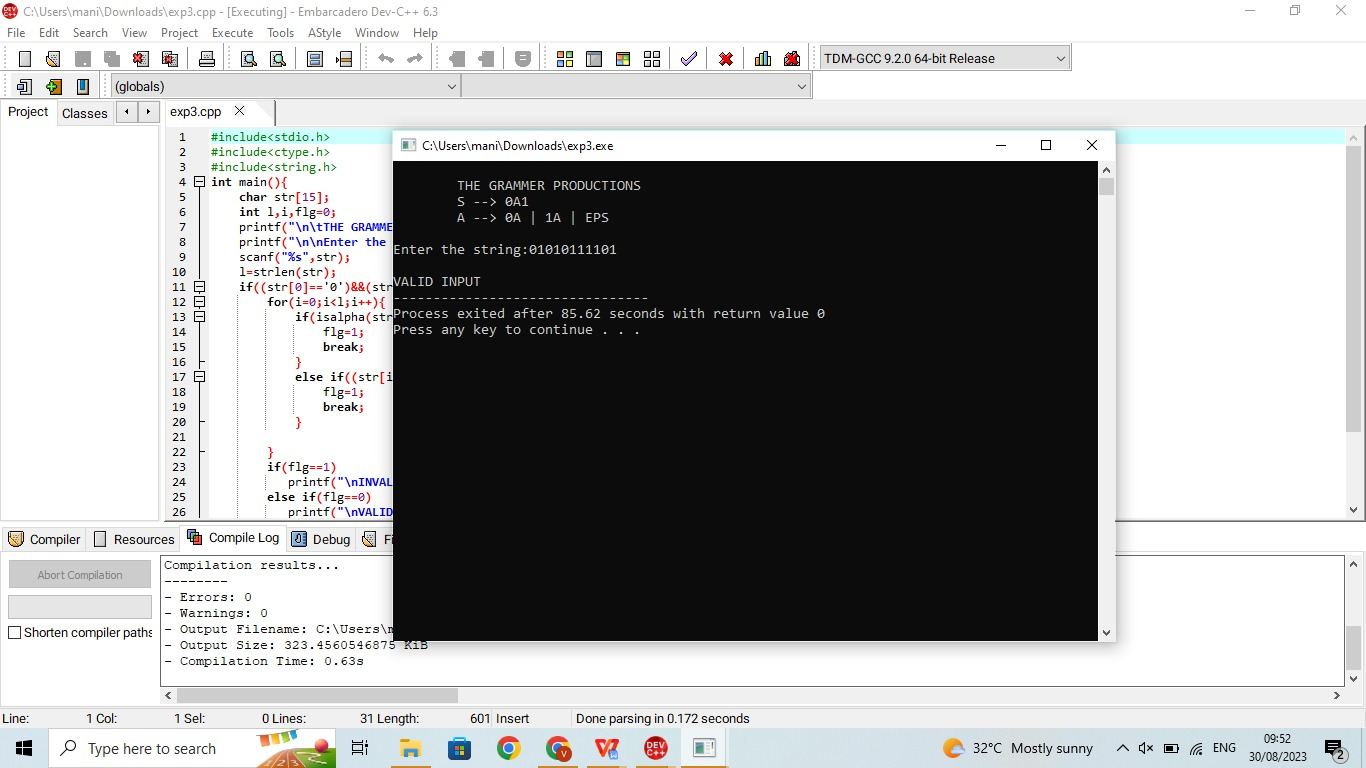 C:\Users\mani\Downloads\exp3.cpp - [Executing] - Embarcadero Dev-C++ 6.3
File Edit Search View Project Execute Tools AStyle Window Help
TDM-GCC 9.2.0 64-bit Release
(globals)
Project Classes exp3.cpp
1 #include<stdio.h>
2 #include<ctype.h>
3 #include<string.h>
4 int main(){
5 char str[15];
6 int l,i,flg=0;
7 printf("\n\tTHE GRAMME
8 printf("\n\nEnter the
9 scanf("%s",str);
10 l=strlen(str);
11 if((str[0]=='0')&&(str
12 for(i=0;i<l;i++){
13 if(isalpha(str
14 flg=1;
15 break;
16 }
17 else if((str[i
18 flg=1;
19 break;
20 }
21
22 }
23 if(flg==1)
24 printf("\nINVAL
25 else if(flg==0)
26 printf("\nVALID
C:\Users\mani\Downloads\exp3.exe
THE GRAMMER PRODUCTIONS
S --> 0A1
A --> 0A | 1A | EPS
Enter the string:01010111101
VALID INPUT
--------------------------------
Process exited after 85.62 seconds with return value 0
Press any key to continue . . .
Compiler Resources Compile Log Debug Fi
Abort Compilation
Shorten compiler paths
Compilation results...
--------
- Errors: 0
- Warnings: 0
- Output Filename: C:\Users\m
- Output Size: 323.4560546875 KiB
- Compilation Time: 0.63s
Line: 1 Col: 1 Sel: 0 Lines: 31 Length: 601 Insert Done parsing in 0.172 seconds
Type here to search
DEV C++
32°C Mostly sunny
ENG
09:52
30/08/2023
2